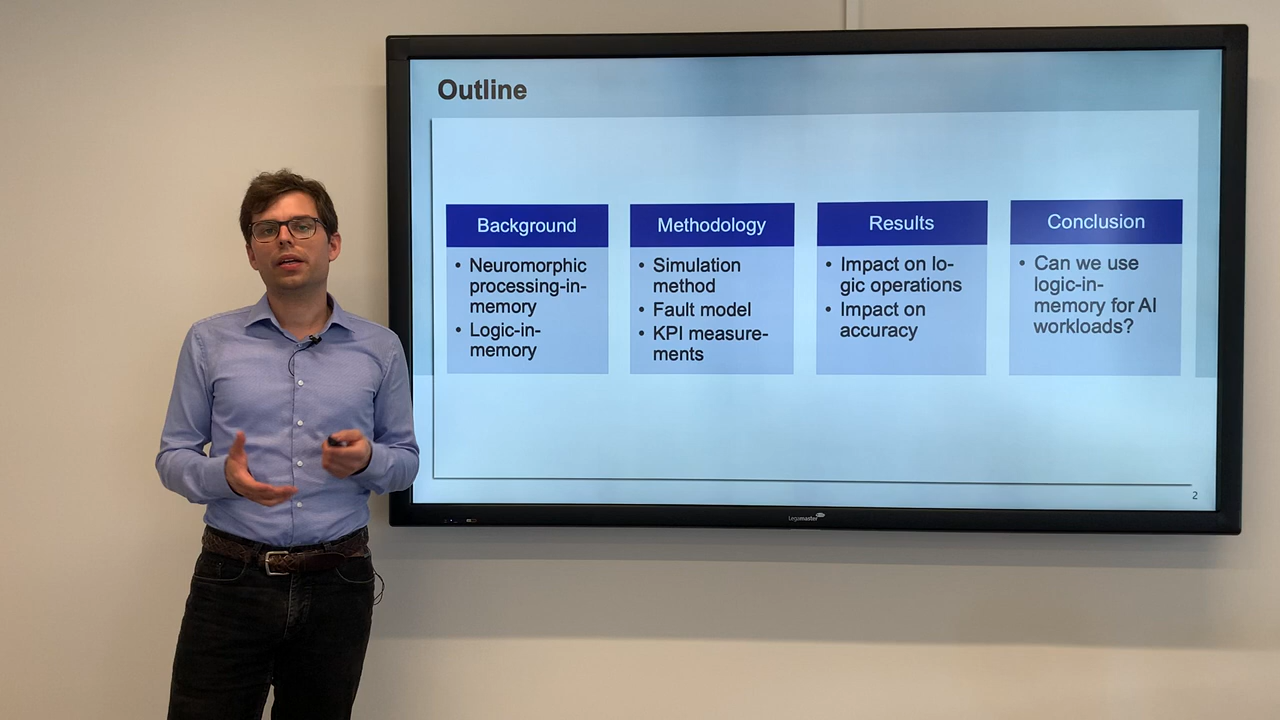 Outline
Background
• Neuromorphic
processing-in-
memory
• Logic-in-
memory
Methodology
• Simulation
method
• Fault model
• KPI measure-
ments
Results
• Impact on lo-
gic operations
• Impact on
accuracy
Conclusion
• Can we use
logic-in-
memory for AI
workloads?
2
Legamaster